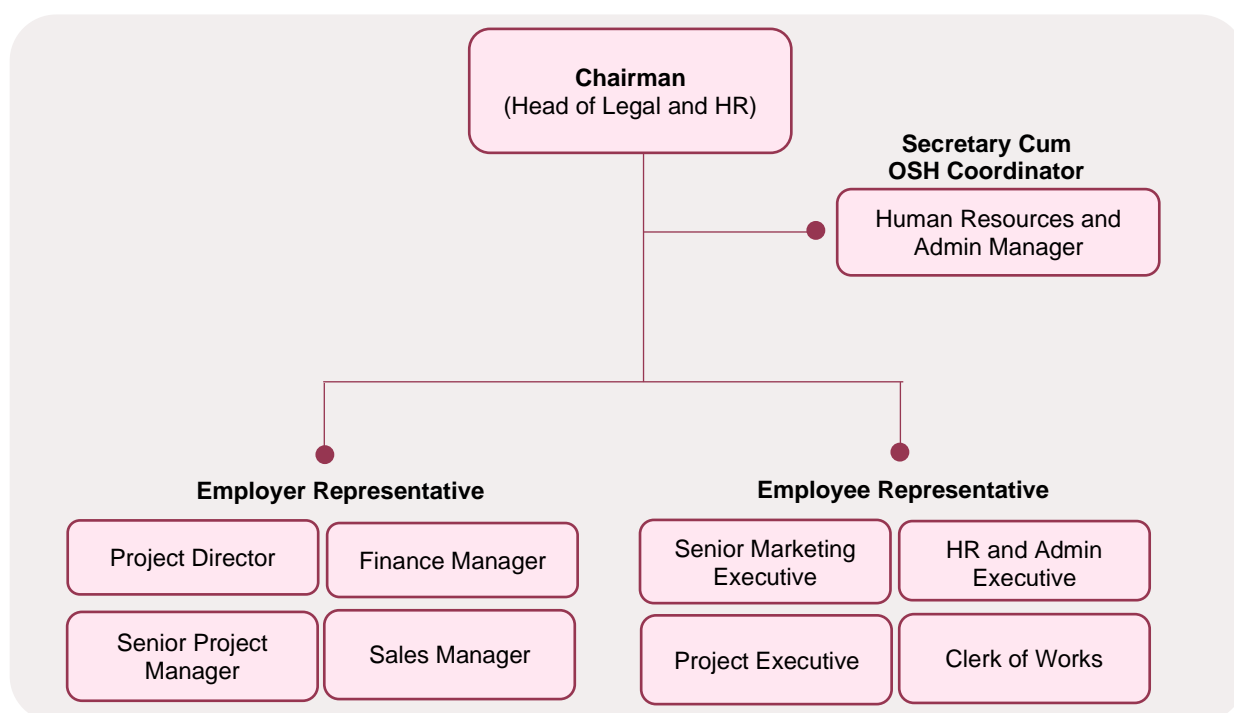 Chairman
(Head of Legal and HR)
Secretary Cum
OSH Coordinator
Human Resources and
Admin Manager
Employer Representative
Project Director
Finance Manager
Senior Project
Manager
Sales Manager
Employee Representative
Senior Marketing
Executive
HR and Admin
Executive
Project Executive
Clerk of Works